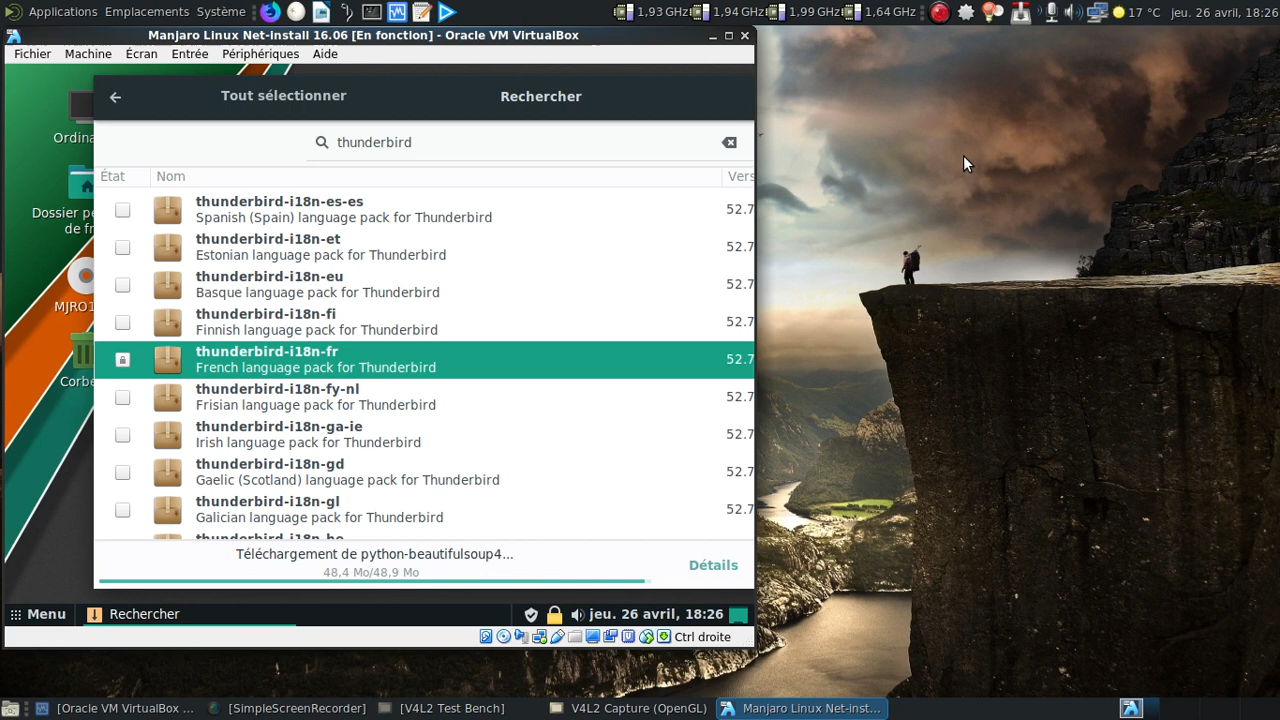 Applications Emplacements Système
1,93 GHz 1,94 GHz 1,99 GHz 1,64 GHz 17 °C jeu. 26 avril, 18:26
Manjaro Linux Net-install 16.06 [En fonction] - Oracle VM VirtualBox
Fichier Machine Écran Entrée Périphériques Aide
Tout sélectionner Rechercher
thunderbird
État Nom Vers
thunderbird-i18n-es-es
Spanish (Spain) language pack for Thunderbird
52.7
thunderbird-i18n-et
Estonian language pack for Thunderbird
52.7
thunderbird-i18n-eu
Basque language pack for Thunderbird
52.7
thunderbird-i18n-fi
Finnish language pack for Thunderbird
52.7
thunderbird-i18n-fr
French language pack for Thunderbird
52.7
thunderbird-i18n-fy-nl
Frisian language pack for Thunderbird
52.7
thunderbird-i18n-ga-ie
Irish language pack for Thunderbird
52.7
thunderbird-i18n-gd
Gaelic (Scotland) language pack for Thunderbird
52.7
thunderbird-i18n-gl
Galician language pack for Thunderbird
52.7
Ordina
Dossier pe
de fr
MJRO1
Corbe
Téléchargement de python-beautifulsoup4...
48,4 Mo/48,9 Mo
Détails
Menu Rechercher jeu. 26 avril, 18:26
Ctrl droite
[Oracle VM VirtualBox ... [SimpleScreenRecorder] [V4L2 Test Bench] V4L2 Capture (OpenGL) Manjaro Linux Net-inst...